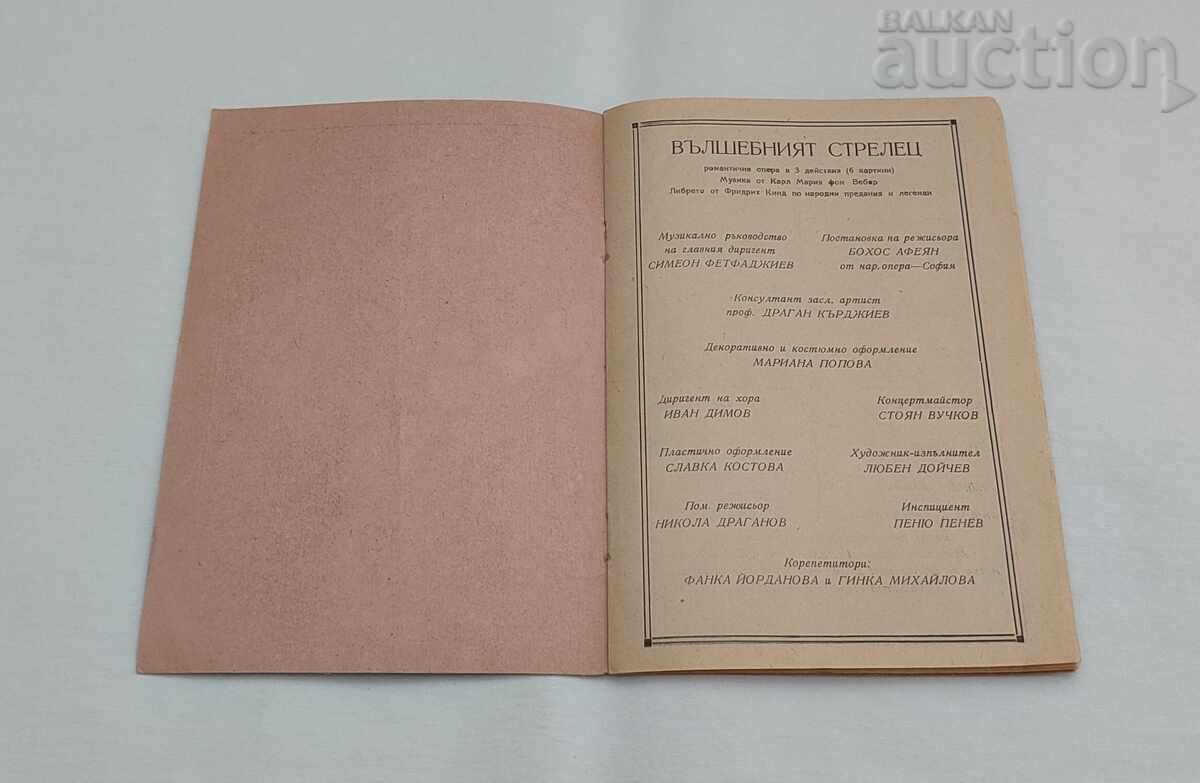 BALKAN
auction
ВЪЛШЕБНИЯТ СТРЕЛЕЦ
романтична опера в 3 действия (6 картини)
Музика от Карл Мария фон Вебер
Либрето от Фридрих Кинд по народни предания и легенди
Музикално ръководство
на главния диригент
СИМЕОН ФЕТФАДЖИЕВ
Постановка на режисьора
БОХОС АФЕЯН
от нар. опера—София
Консултант засл. артист
проф. ДРАГАН КЪРДЖИЕВ
Декоративно и костюмно оформление
МАРИАНА ПОПОВА
Диригент на хора
ИВАН ДИМОВ
Концертмайстор
СТОЯН ВУЧКОВ
Пластично оформление
СЛАВКА КОСТОВА
Художник-изпълнител
ЛЮБЕН ДОЙЧЕВ
Пом. режисьор
НИКОЛА ДРАГАНОВ
Инспициент
ПЕНЮ ПЕНЕВ
Корепетитори:
ФАНКА ЙОРДАНОВА и ГИНКА МИХАЙЛОВА